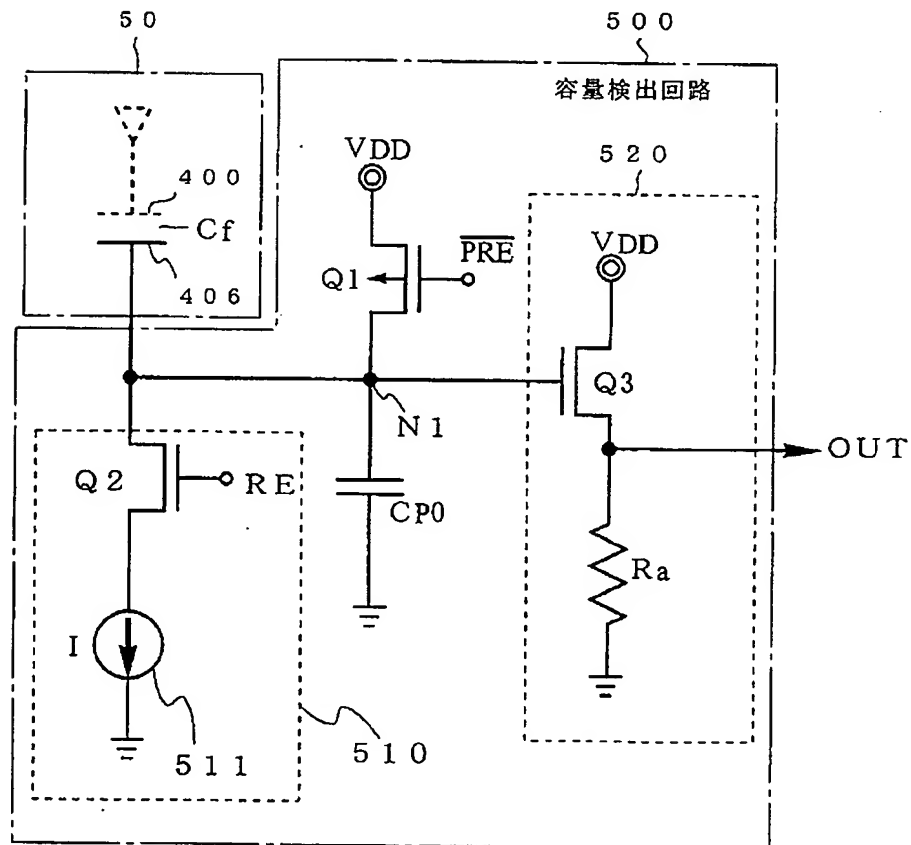 50
500
容量検出回路
VDD
520
400
Cf
PRE
VDD
Q1
406
Q3
N1
OUT
Q2
RE
CP0
Ra
I
511
510